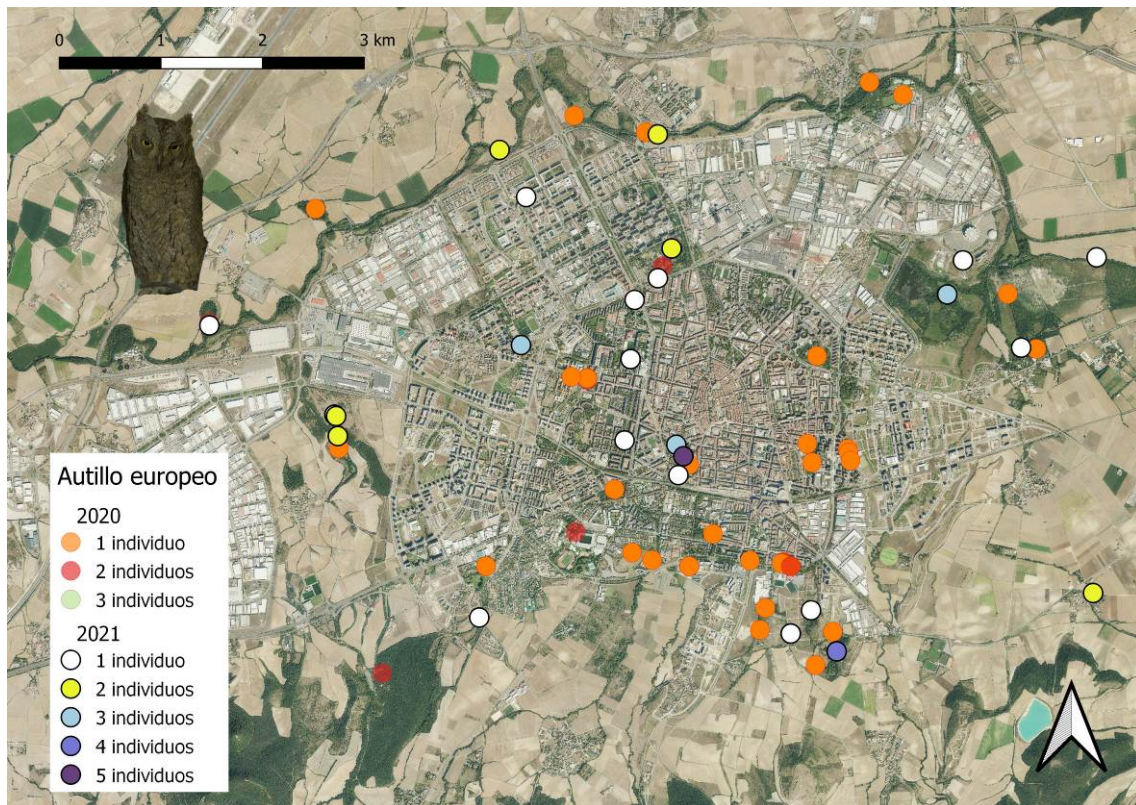 0 1 2 3 km
Autillo europeo
2020
1 individuo
2 individuos
3 individuos
2021
1 individuo
2 individuos
3 individuos
4 individuos
5 individuos